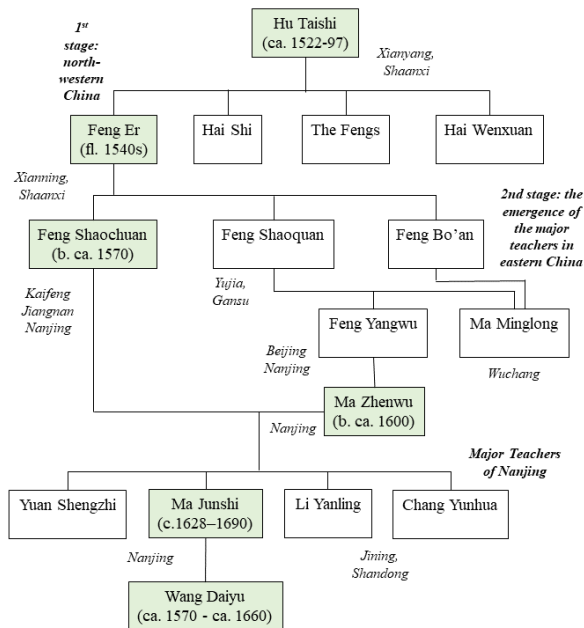 Hu Taishi
(ca. 1522-97)
1st
stage:
north-
western
China
Xianyang,
Shaanxi
Feng Er
(fl. 1540s)
Hai Shi
The Fengs
Hai Wenxuan
Xianning,
Shaanxi
2nd stage: the
emergence of
the major
teachers in
eastern China
Feng Shaochuan
(b. ca. 1570)
Feng Shaoquan
Feng Bo’an
Kaifeng
Jiangnan
Nanjing
Yujia,
Gansu
Feng Yangwu
Ma Minglong
Beijing
Nanjing
Wuchang
Ma Zhenwu
(b. ca. 1600)
Nanjing
Major Teachers
of Nanjing
Yuan Shengzhi
Ma Junshi
(c.1628–1690)
Li Yanling
Chang Yunhua
Nanjing
Jining,
Shandong
Wang Daiyu
(ca. 1570 - ca. 1660)